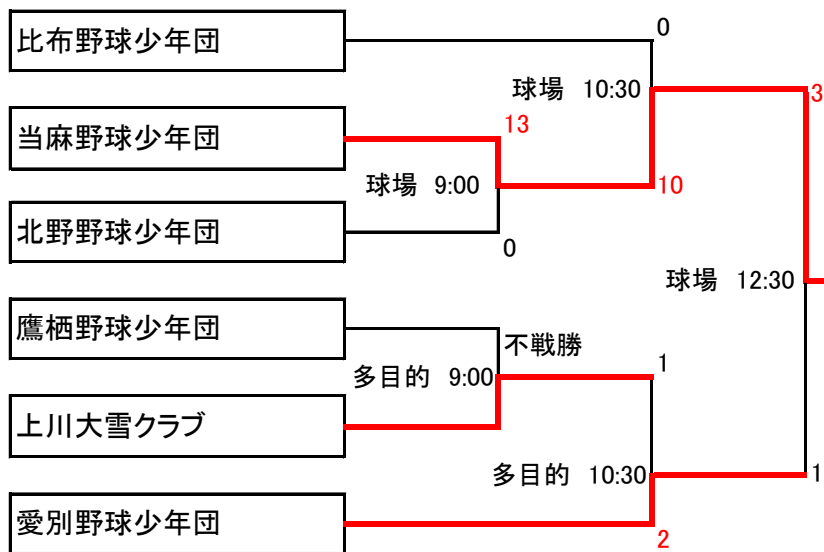 比布野球少年団
0
球場 10:30
3
当麻野球少年団
13
球場 9:00
10
北野野球少年団
0
球場 12:30
鷹栖野球少年団
不戦勝
多目的 9:00
1
上川大雪クラブ
多目的 10:30
1
愛別野球少年団
2